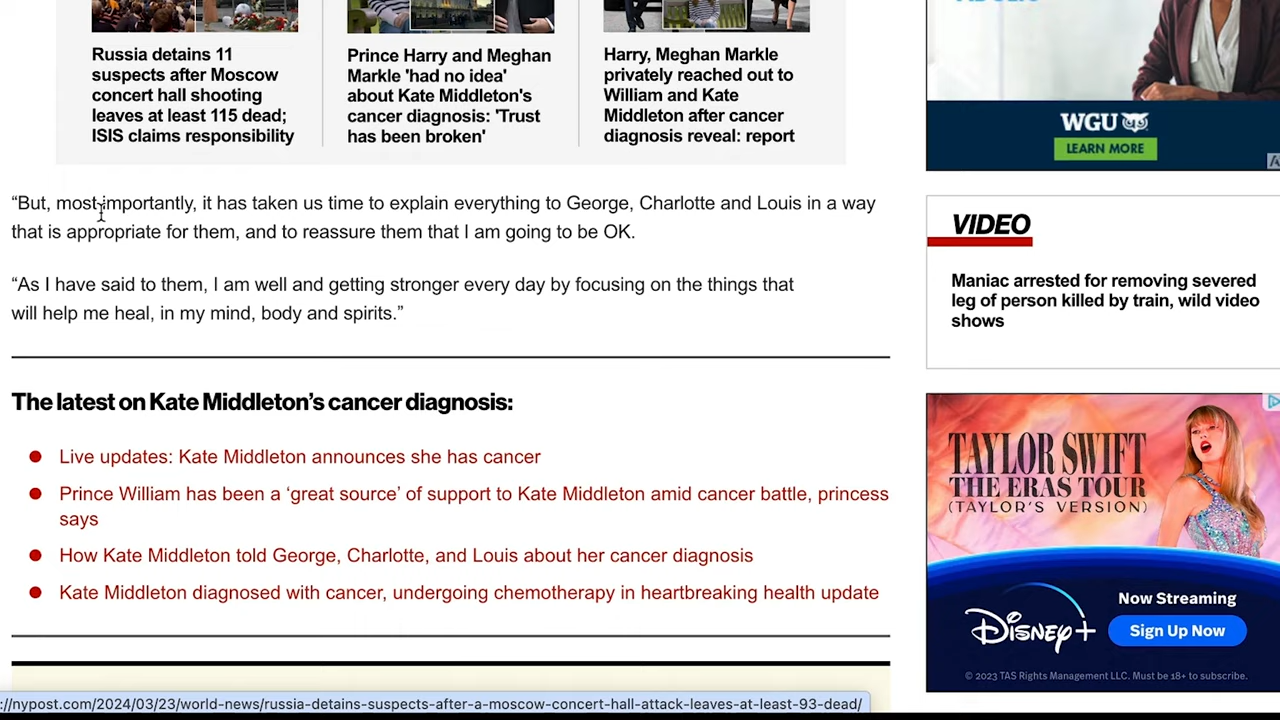 Russia detains 11
suspects after Moscow
concert hall shooting
leaves at least 115 dead;
ISIS claims responsibility
Prince Harry and Meghan
Markle 'had no idea'
about Kate Middleton's
cancer diagnosis: 'Trust
has been broken'
Harry, Meghan Markle
privately reached out to
William and Kate
Middleton after cancer
diagnosis reveal: report
“But, most importantly, it has taken us time to explain everything to George, Charlotte and Louis in a way
that is appropriate for them, and to reassure them that I am going to be OK.
“As I have said to them, I am well and getting stronger every day by focusing on the things that
will help me heal, in my mind, body and spirits.”
The latest on Kate Middleton’s cancer diagnosis:
Live updates: Kate Middleton announces she has cancer
Prince William has been a ‘great source’ of support to Kate Middleton amid cancer battle, princess
says
How Kate Middleton told George, Charlotte, and Louis about her cancer diagnosis
Kate Middleton diagnosed with cancer, undergoing chemotherapy in heartbreaking health update
WGU
LEARN MORE
VIDEO
Maniac arrested for removing severed
leg of person killed by train, wild video
shows
TAYLOR SWIFT
THE ERAS TOUR
(TAYLOR'S VERSION)
Disney+
Now Streaming
Sign Up Now
© 2023 TAS Rights Management LLC. Must be 18+ to subscribe.
://nypost.com/2024/03/23/world-news/russia-detains-suspects-after-a-moscow-concert-hall-attack-leaves-at-least-93-dead/